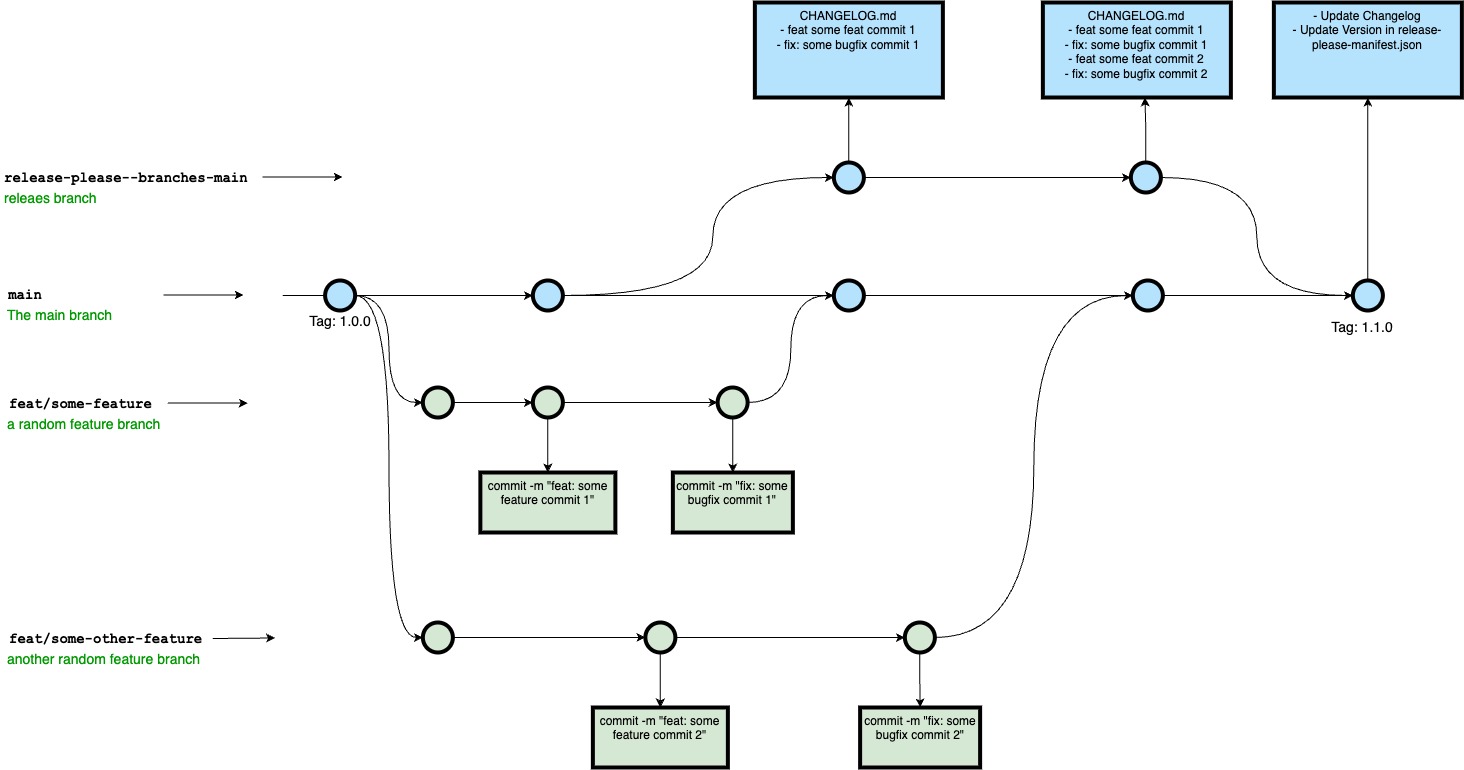 CHANGELOG.md
- feat some feat commit 1
- fix: some bugfix commit 1
CHANGELOG.md
- feat some feat commit 1
- fix: some bugfix commit 1
- feat some feat commit 2
- fix: some bugfix commit 2
- Update Changelog
- Update Version in release-
please-manifest.json
release-please--branches-main
releaes branch
main
The main branch
Tag: 1.0.0
Tag: 1.1.0
feat/some-feature
a random feature branch
commit -m "feat: some
feature commit 1"
commit -m "fix: some
bugfix commit 1"
feat/some-other-feature
another random feature branch
commit -m "feat: some
feature commit 2"
commit -m "fix: some
bugfix commit 2"